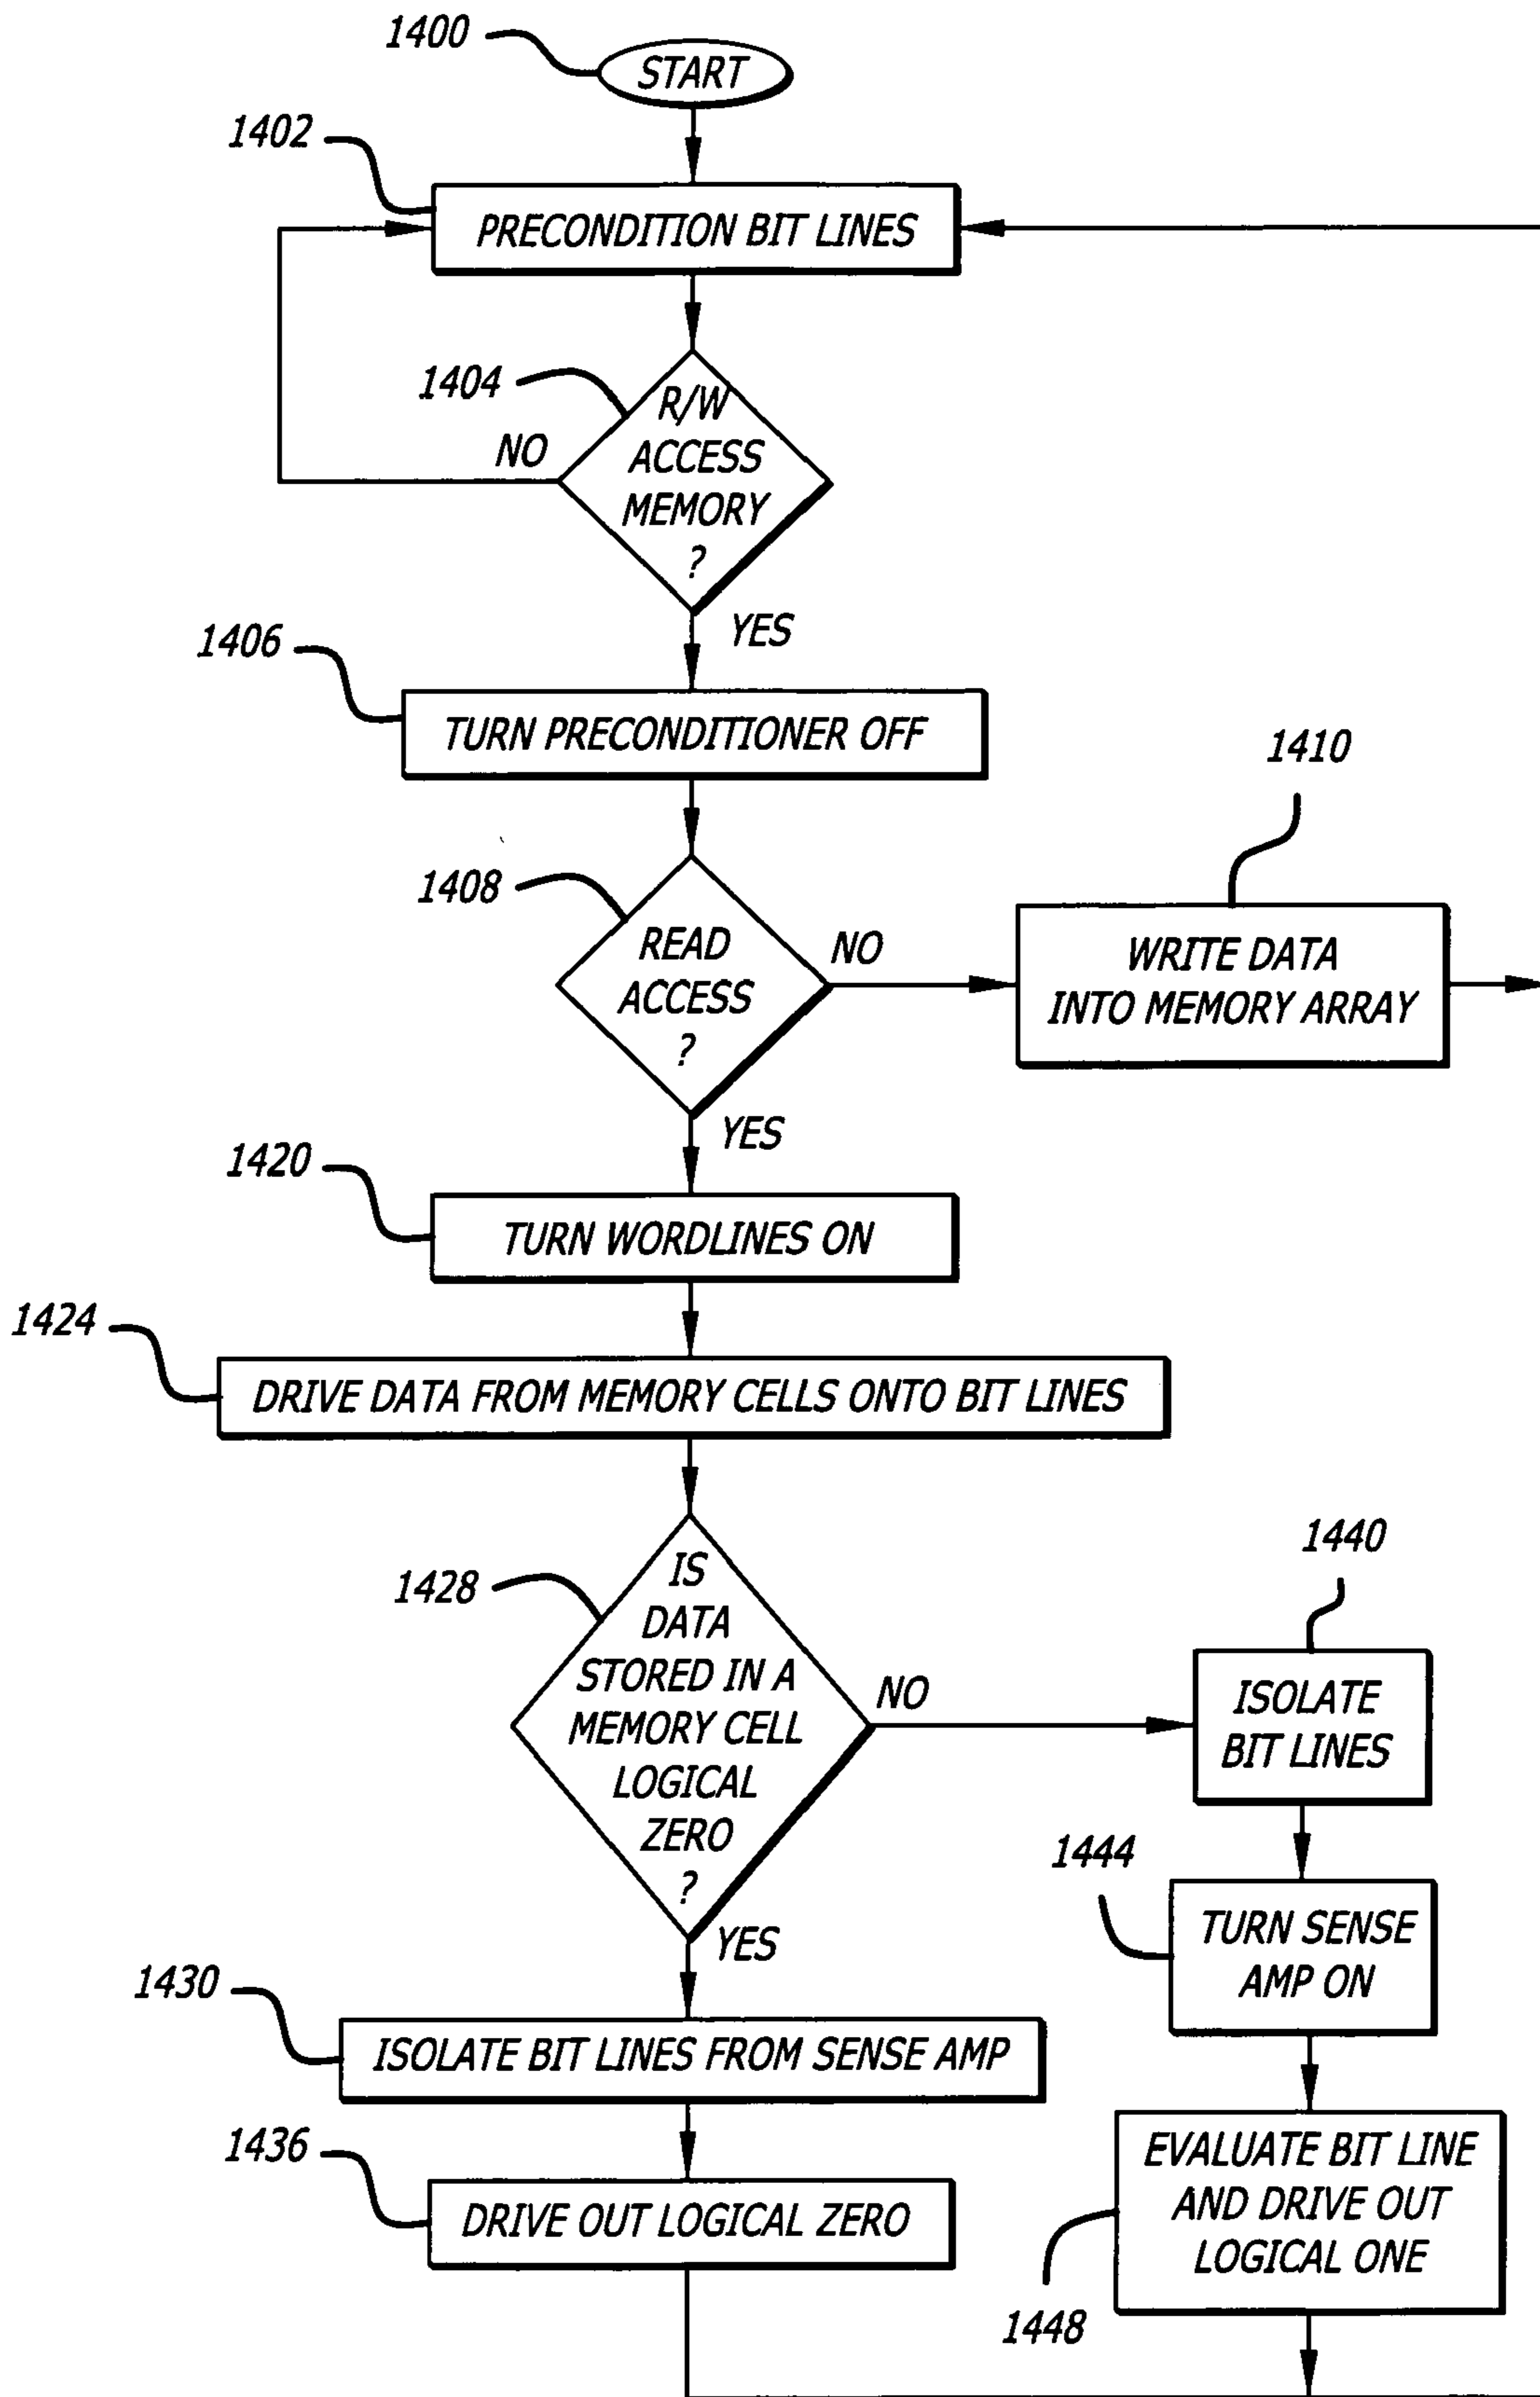 1400
START
1402
PRECONDITION BIT LINES
1404
R/W
ACCESS
MEMORY
?
NO
YES
1406
TURN PRECONDITIONER OFF
1410
1408
READ
ACCESS
?
NO
WRITE DATA
INTO MEMORY ARRAY
YES
1420
TURN WORDLINES ON
1424
DRIVE DATA FROM MEMORY CELLS ONTO BIT LINES
1428
IS
DATA
STORED IN A
MEMORY CELL
LOGICAL
ZERO
?
NO
1440
ISOLATE
BIT LINES
1444
TURN SENSE
AMP ON
YES
1430
ISOLATE BIT LINES FROM SENSE AMP
1436
DRIVE OUT LOGICAL ZERO
EVALUATE BIT LINE
AND DRIVE OUT
LOGICAL ONE
1448